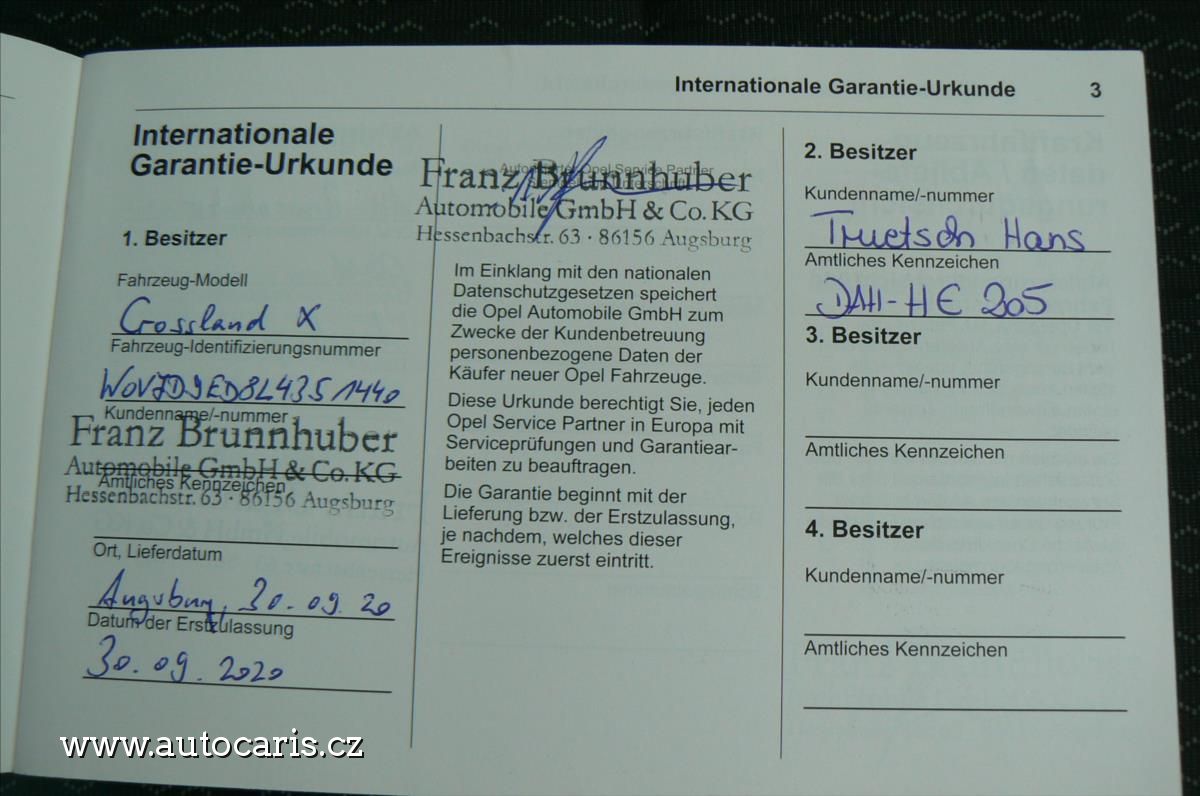 Internationale Garantie-Urkunde 3
Internationale
Garantie-Urkunde
1. Besitzer
Fahrzeug-Modell
Crossland X
Fahrzeug-Identifizierungsnummer
W0V7D9ED8L4351440
Kundenname/-nummer
Franz Brunnhuber
Automobile GmbH & Co. KG
Amtliches Kennzeichen
Hessenbachstr. 63 · 86156 Augsburg
Ort, Lieferdatum
Augsburg, 30.09.20
Datum der Erstzulassung
30.09.2020
Autorisierter Opel Service Partner
Franz Brunnhuber
Automobile GmbH & Co. KG
Hessenbachstr. 63 · 86156 Augsburg
Im Einklang mit den nationalen
Datenschutzgesetzen speichert
die Opel Automobile GmbH zum
Zwecke der Kundenbetreuung
personenbezogene Daten der
Käufer neuer Opel Fahrzeuge.
Diese Urkunde berechtigt Sie, jeden
Opel Service Partner in Europa mit
Serviceprüfungen und Garantiear-
beiten zu beauftragen.
Die Garantie beginnt mit der
Lieferung bzw. der Erstzulassung,
je nachdem, welches dieser
Ereignisse zuerst eintritt.
2. Besitzer
Kundenname/-nummer
Truetsch Hans
Amtliches Kennzeichen
DAH-HE 205
3. Besitzer
Kundenname/-nummer
Amtliches Kennzeichen
4. Besitzer
Kundenname/-nummer
Amtliches Kennzeichen
www.autocaris.cz